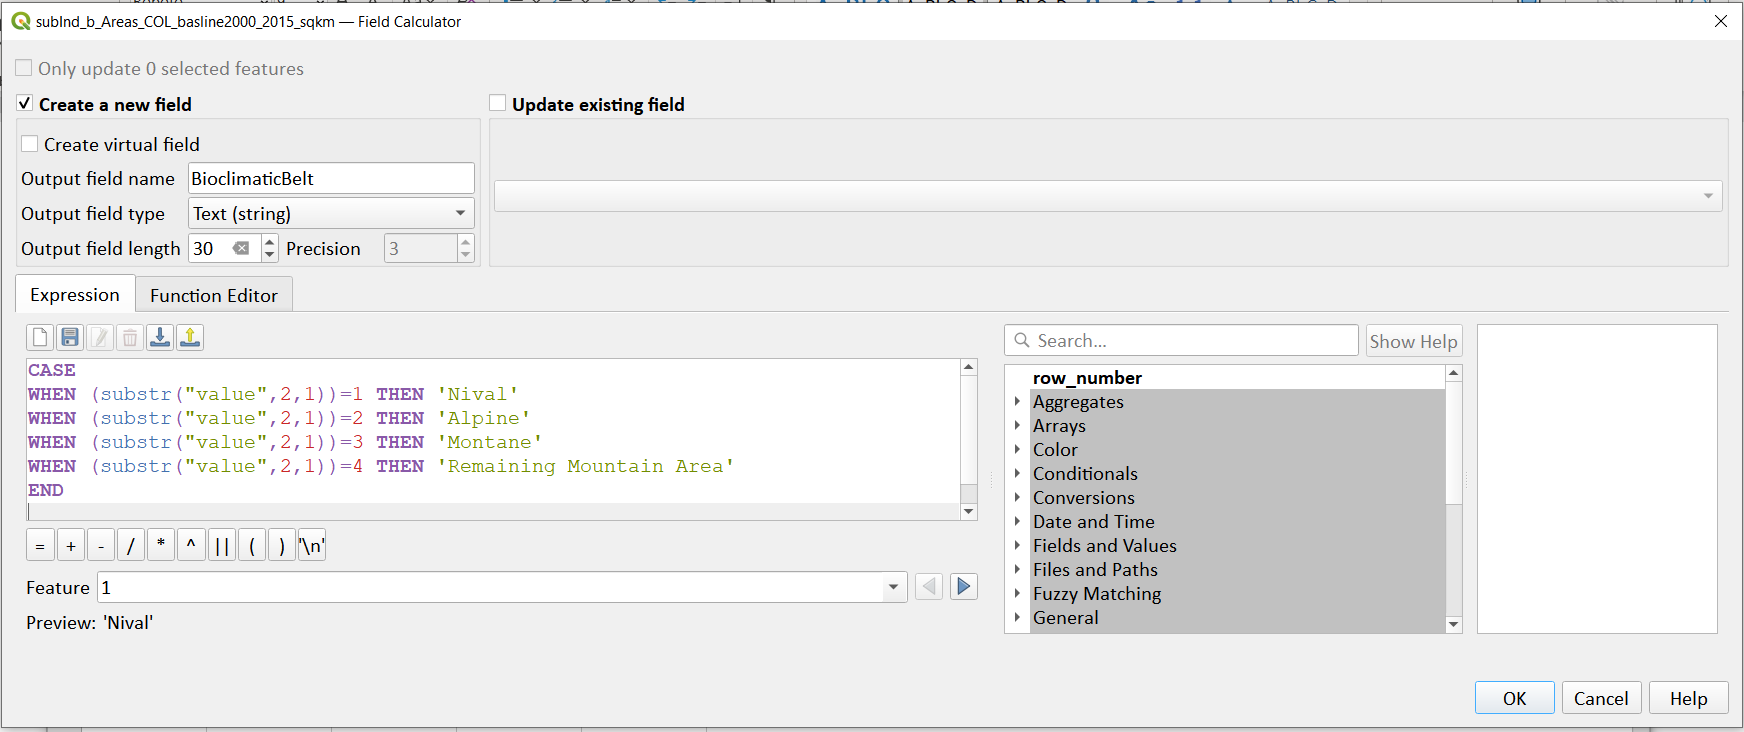 subInd_b_Areas_COL_basline2000_2015_sqkm — Field Calculator
Only update 0 selected features
Create a new field
Update existing field
Create virtual field
Output field name BioclimaticBelt
Output field type Text (string)
Output field length 30 Precision 3
Expression Function Editor
Search...
Show Help
CASE
WHEN (substr("value",2,1))=1 THEN 'Nival'
WHEN (substr("value",2,1))=2 THEN 'Alpine'
WHEN (substr("value",2,1))=3 THEN 'Montane'
WHEN (substr("value",2,1))=4 THEN 'Remaining Mountain Area'
END
= + - / * ^ || ( ) '\n'
Feature 1
Preview: 'Nival'
row_number
Aggregates
Arrays
Color
Conditionals
Conversions
Date and Time
Fields and Values
Files and Paths
Fuzzy Matching
General
OK Cancel Help